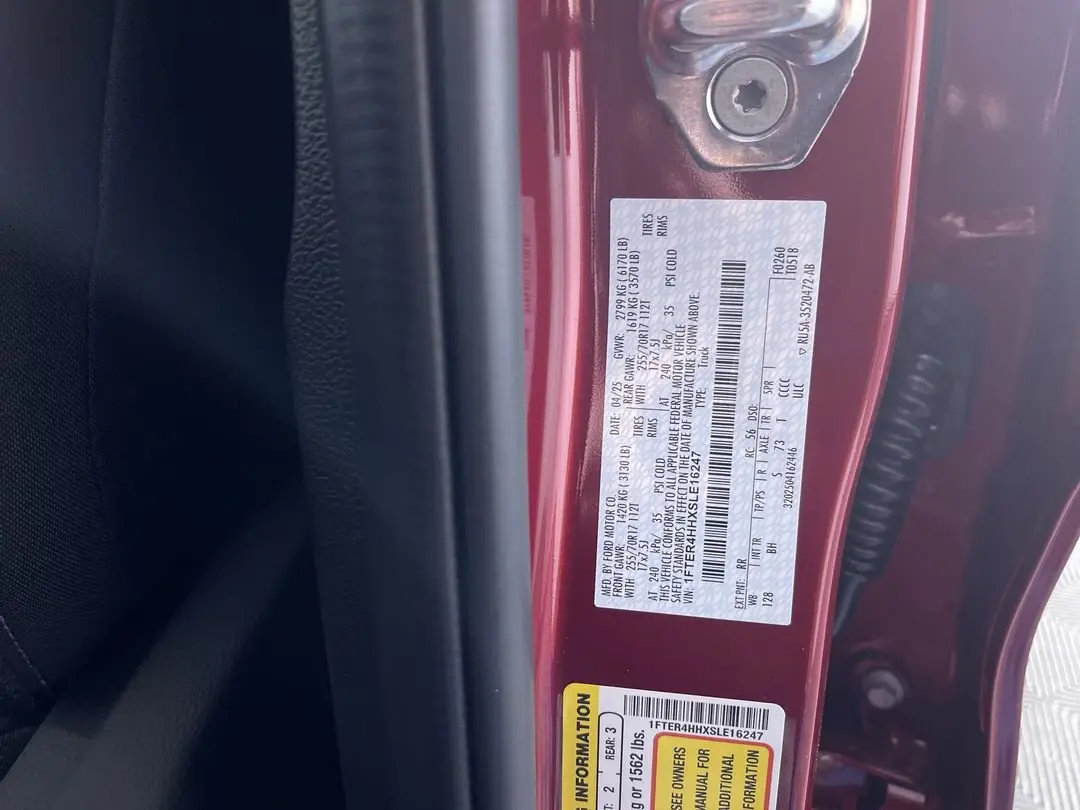 MFD. BY FORD MOTOR CO.
DATE: 04/25 GVWR: 2799 KG ( 6170 LB)
FRONT GAWR: 1420 KG ( 3130 LB) REAR GAWR: 1619 KG ( 3570 LB)
WITH 255/70R17 112T TIRES WITH 255/70R17 112T TIRES
17x7.5J RIMS 17x7.5J RIMS
AT 240 kPa/ 35 PSI COLD AT 240 kPa/ 35 PSI COLD
THIS VEHICLE CONFORMS TO ALL APPLICABLE FEDERAL MOTOR VEHICLE
SAFETY STANDARDS IN EFFECT ON THE DATE OF MANUFACTURE SHOWN ABOVE.
VIN: 1FTER4HHXSLE16247 TYPE: Truck
EXT PNT: RR RC: 56 DSO: F0260
WB INT TR TP/PS R AXLE TR SPR T0518
128 BH S 73 T CCCC
ULC
3202504162446 ▽ RU5A-3520472-AB
1FTER4HHXSLE16247
G INFORMATION
2 REAR: 3
g or 1562 lbs.
SEE OWNERS
MANUAL FOR
ADDITIONAL
INFORMATION